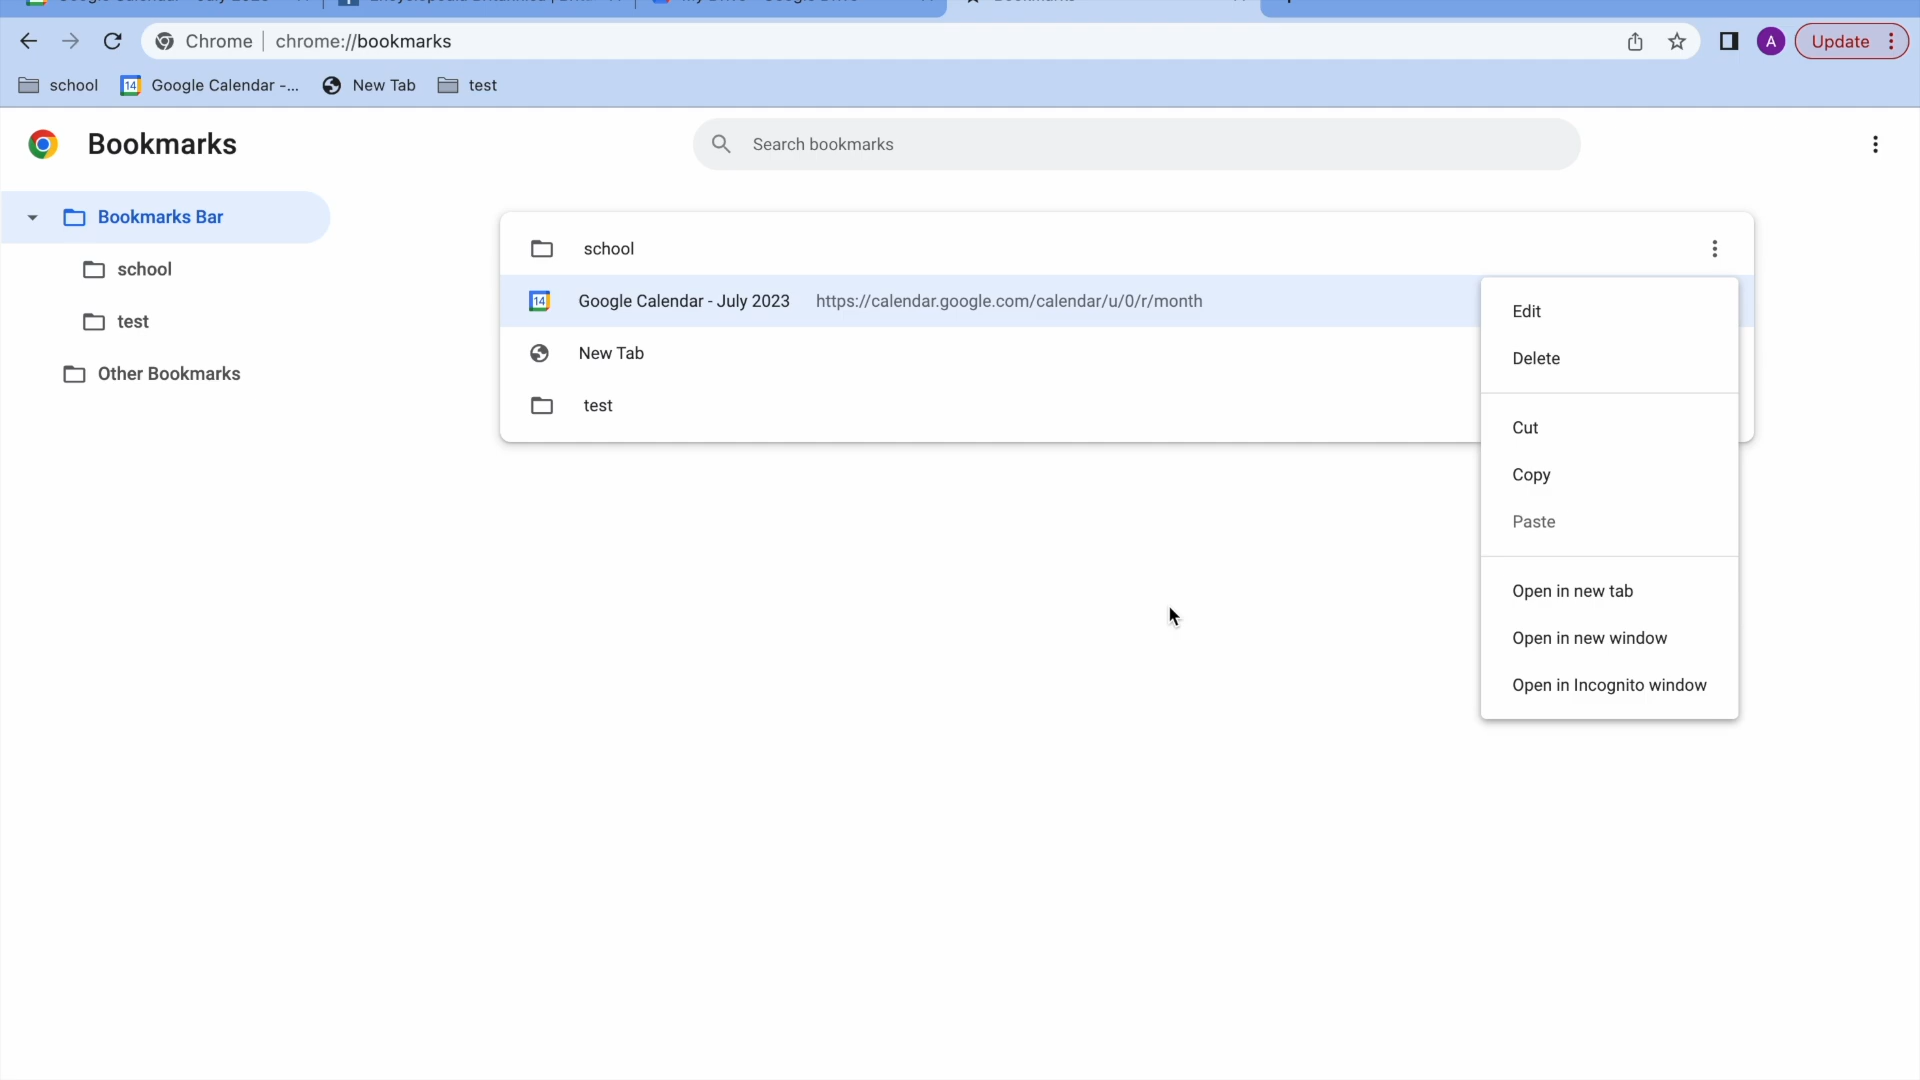 Chrome | chrome://bookmarks
A
Update
school
14 Google Calendar -...
New Tab
test
Bookmarks
Search bookmarks
Bookmarks Bar
school
test
Other Bookmarks
school
14 Google Calendar - July 2023 https://calendar.google.com/calendar/u/0/r/month
New Tab
test
Edit
Delete
Cut
Copy
Paste
Open in new tab
Open in new window
Open in Incognito window